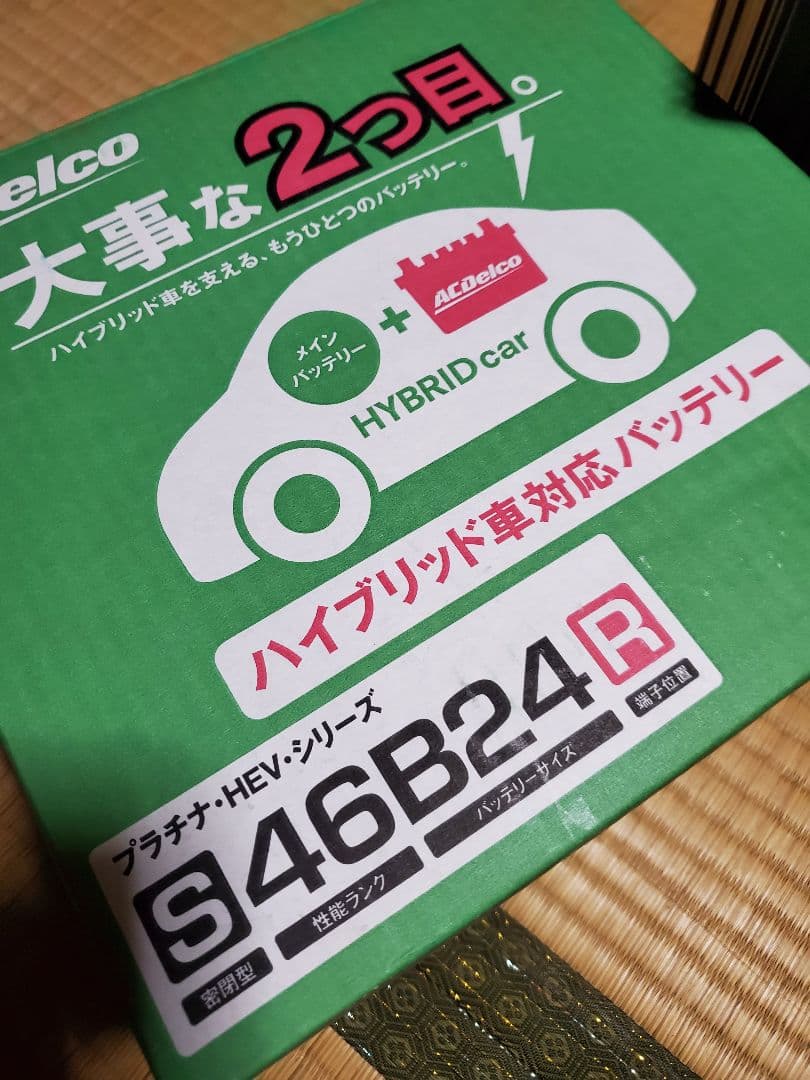 elco
大事な2つ目。
ハイブリッド車を支える、もうひとつのバッテリー。
メイン
バッテリー
+
ACDelco
HYBRID car
ハイブリッド車対応バッテリー
プラチナ・HEV・シリーズ
S 46B24 R
密閉型 性能ランク バッテリーサイズ 端子位置